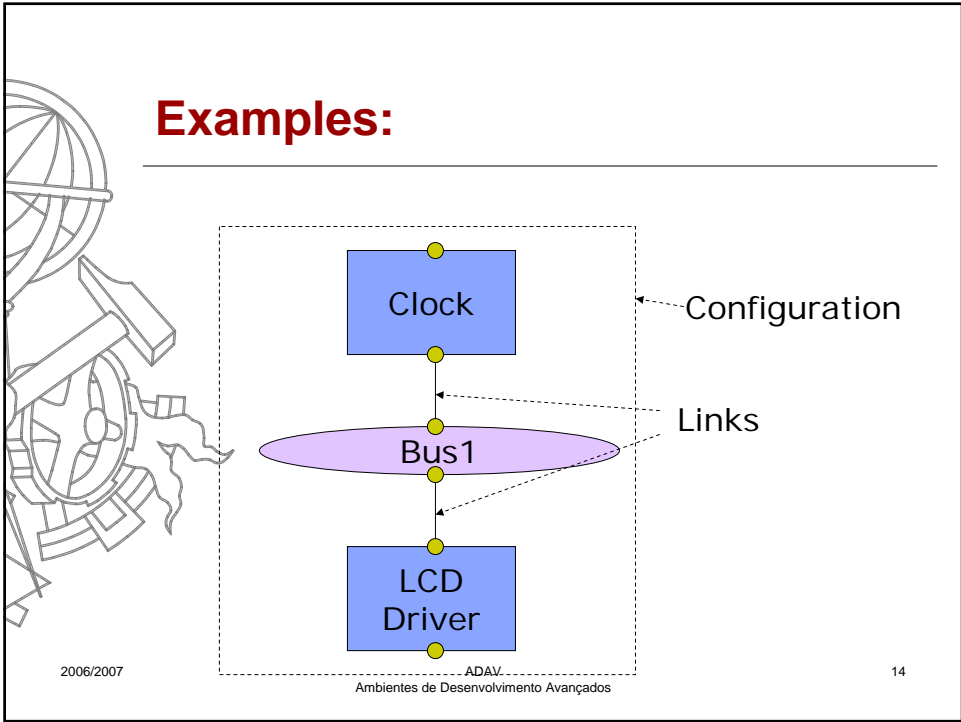 Examples:
Clock
Configuration
Links
Bus1
LCD
Driver
2006/2007
ADAV
Ambientes de Desenvolvimento Avançados
14